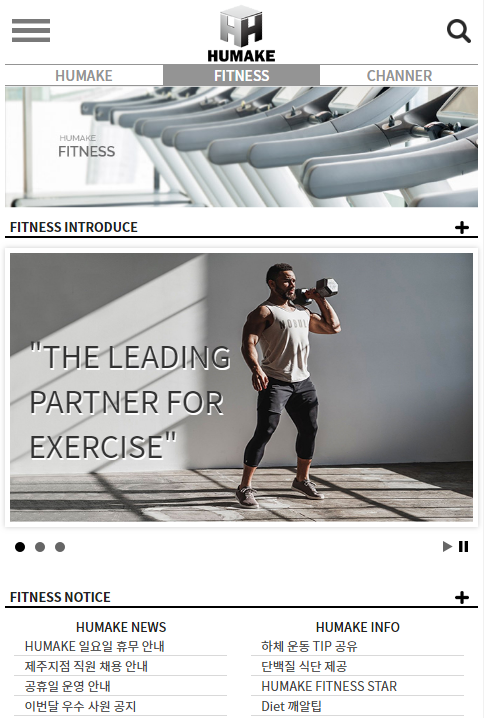 HUMAKE
HUMAKE
FITNESS
CHANNER
HUMAKE
FITNESS
FITNESS INTRODUCE
"THE LEADING
PARTNER FOR
EXERCISE"
FITNESS NOTICE
HUMAKE NEWS
HUMAKE 일요일 휴무 안내
제주지점 직원 채용 안내
공휴일 운영 안내
이번달 우수 사원 공지
HUMAKE INFO
하체 운동 TIP 공유
단백질 식단 제공
HUMAKE FITNESS STAR
Diet 깨알팁